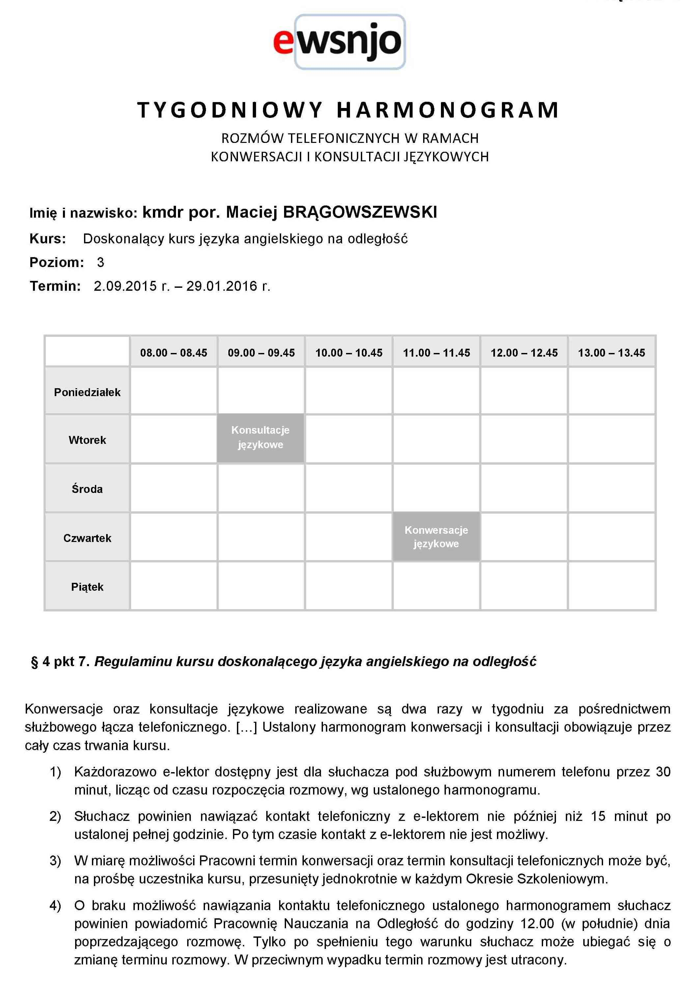 ewsnjo
TYGODNIOWY HARMONOGRAM
ROZMÓW TELEFONICZNYCH W RAMACH
KONWERSACJI I KONSULTACJI JĘZYKOWYCH
Imię i nazwisko: kmdr por. Maciej BRĄGOWSZEWSKI
Kurs: Doskonalący kurs języka angielskiego na odległość
Poziom: 3
Termin: 2.09.2015 r. – 29.01.2016 r.
08.00 – 08.45 09.00 – 09.45 10.00 – 10.45 11.00 – 11.45 12.00 – 12.45 13.00 – 13.45
Poniedziałek
Wtorek
Konsultacje
językowe
Środa
Czwartek
Konwersacje
językowe
Piątek
§ 4 pkt 7. Regulaminu kursu doskonalącego języka angielskiego na odległość
Konwersacje oraz konsultacje językowe realizowane są dwa razy w tygodniu za pośrednictwem
służbowego łącza telefonicznego. [...] Ustalony harmonogram konwersacji i konsultacji obowiązuje przez
cały czas trwania kursu.
1) Każdorazowo e-lektor dostępny jest dla słuchacza pod służbowym numerem telefonu przez 30
minut, licząc od czasu rozpoczęcia rozmowy, wg ustalonego harmonogramu.
2) Słuchacz powinien nawiązać kontakt telefoniczny z e-lektorem nie później niż 15 minut po
ustalonej pełnej godzinie. Po tym czasie kontakt z e-lektorem nie jest możliwy.
3) W miarę możliwości Pracowni termin konwersacji oraz termin konsultacji telefonicznych może być,
na prośbę uczestnika kursu, przesunięty jednokrotnie w każdym Okresie Szkoleniowym.
4) O braku możliwość nawiązania kontaktu telefonicznego ustalonego harmonogramem słuchacz
powinien powiadomić Pracownię Nauczania na Odległość do godziny 12.00 (w południe) dnia
poprzedzającego rozmowę. Tylko po spełnieniu tego warunku słuchacz może ubiegać się o
zmianę terminu rozmowy. W przeciwnym wypadku termin rozmowy jest utracony.